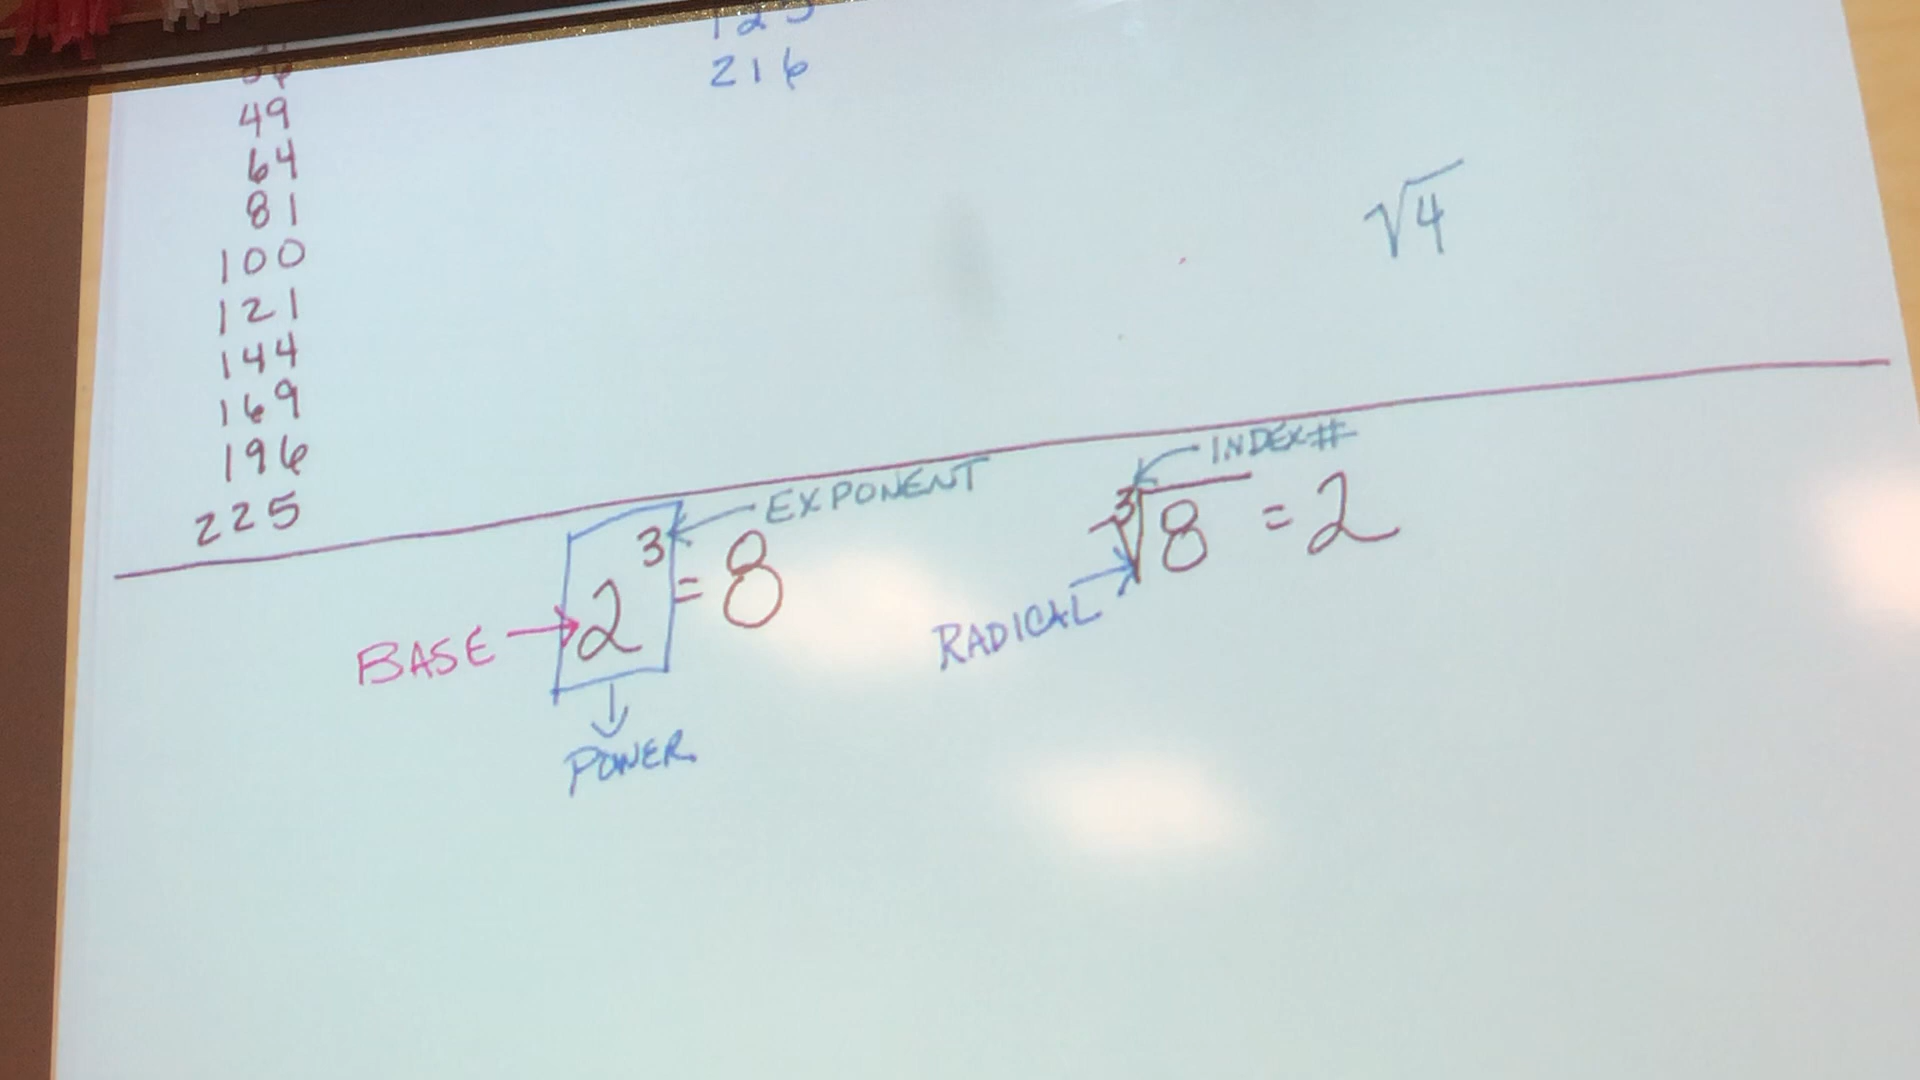 216
49
64
81
100
121
144
169
196
225
√4
EXPONENT
2³ = 8
BASE
POWER
INDEX#
³√8 = 2
RADICAL